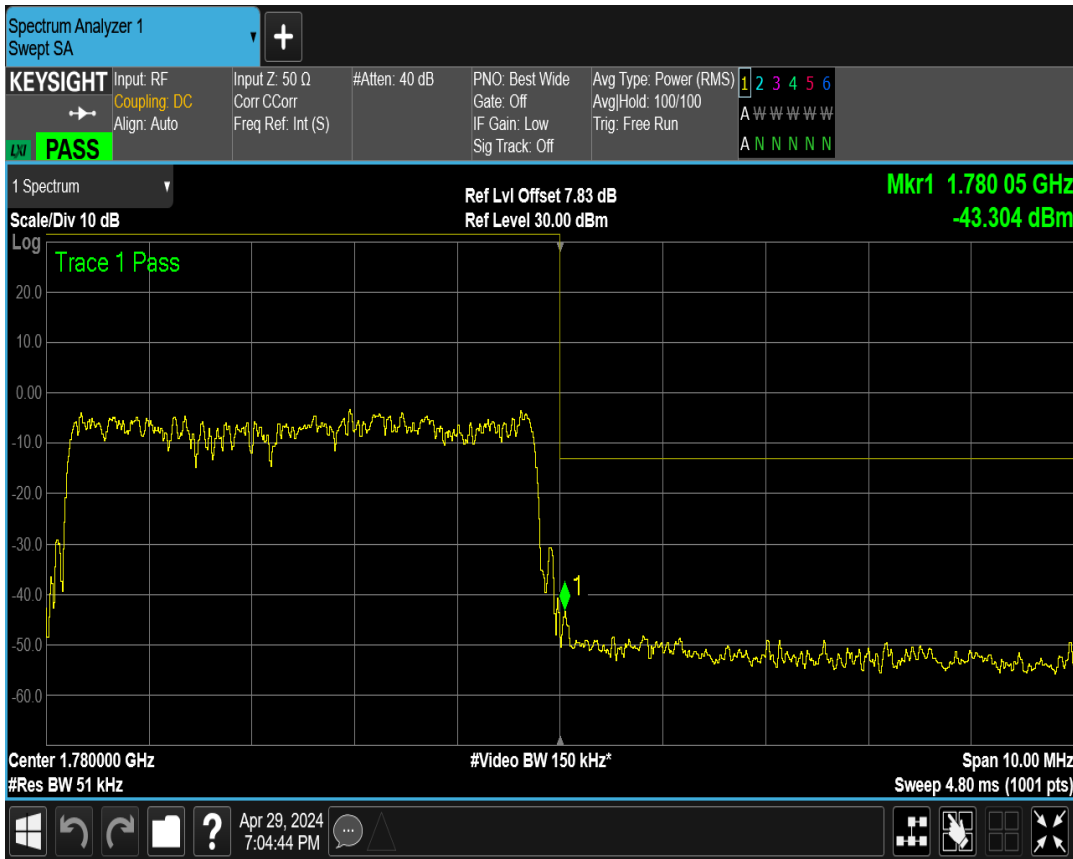 Spectrum Analyzer 1
Swept SA
+
KEYSIGHT
LXI PASS
Input: RF
Coupling: DC
Align: Auto
Input Z: 50 Ω
Corr CCorr
Freq Ref: Int (S)
#Atten: 40 dB
PNO: Best Wide
Gate: Off
IF Gain: Low
Sig Track: Off
Avg Type: Power (RMS)
Avg|Hold: 100/100
Trig: Free Run
1 2 3 4 5 6
A W W W W W
A N N N N N
1 Spectrum
Scale/Div 10 dB
Ref Lvl Offset 7.83 dB
Ref Level 30.00 dBm
Mkr1 1.780 05 GHz
-43.304 dBm
Log
Trace 1 Pass
20.0
10.0
0.00
-10.0
-20.0
-30.0
-40.0
-50.0
-60.0
1
Center 1.780000 GHz
#Res BW 51 kHz
#Video BW 150 kHz*
Span 10.00 MHz
Sweep 4.80 ms (1001 pts)
?
Apr 29, 2024
7:04:44 PM